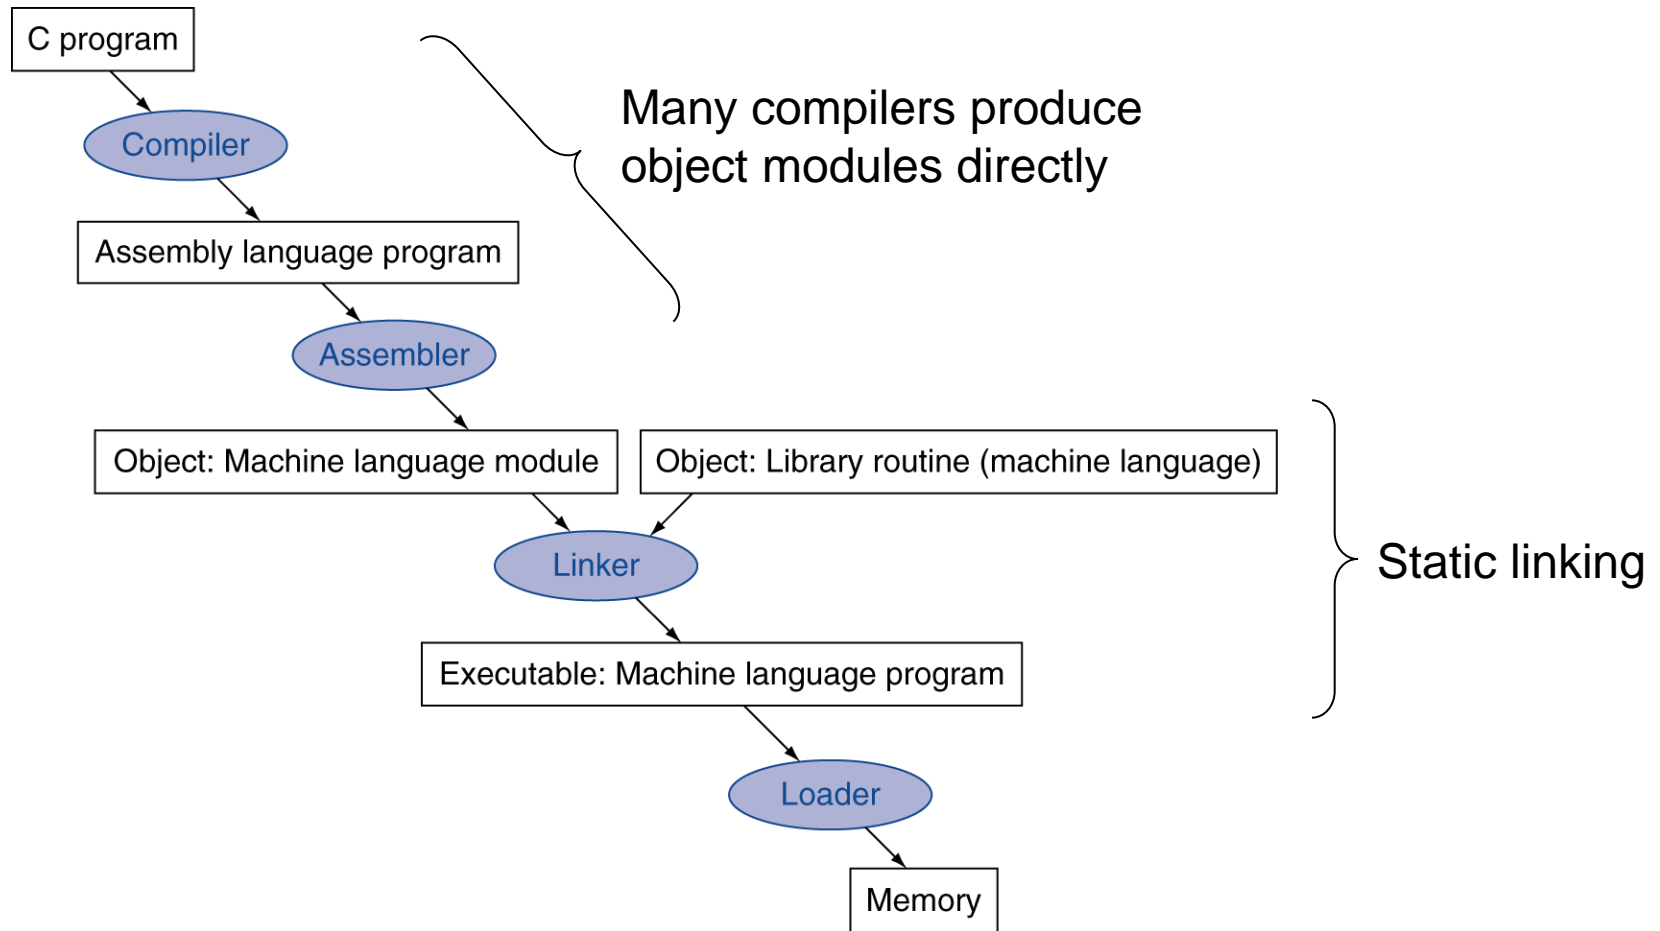 C program
Many compilers produce
object modules directly
Compiler
Assembly language program
Assembler
Object: Machine language module
Object: Library routine (machine language)
Linker
Static linking
Executable: Machine language program
Loader
Memory